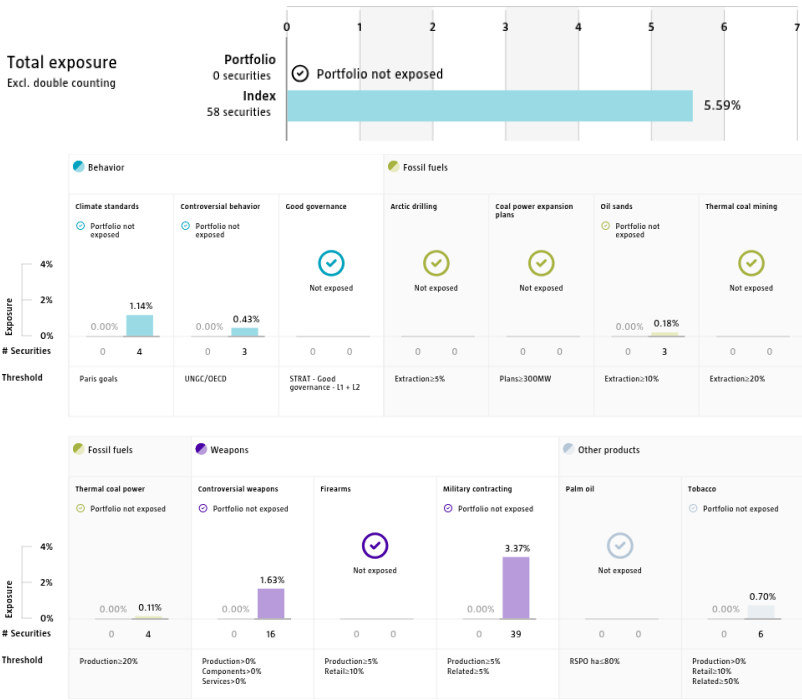 0 1 2 3 4 5 6 7
Total exposure
Excl. double counting
Portfolio
0 securities
Portfolio not exposed
Index
58 securities
5.59%
Behavior
Fossil fuels
Climate standards
Controversial behavior
Good governance
Arctic drilling
Coal power expansion
plans
Oil sands
Thermal coal mining
Portfolio not
exposed
Portfolio not
exposed
Portfolio not
exposed
Not exposed
Not exposed
Not exposed
Not exposed
Exposure
4%
2%
0%
0.00% 1.14%
0.00% 0.43%
0.00% 0.18%
# Securities 0 4 0 3 0 0 0 0 0 0 0 3 0 0
Threshold
Paris goals
UNGC/OECD
STRAT - Good
governance - L1 + L2
Extraction≥5%
Plans≥300MW
Extraction≥10%
Extraction≥20%
Fossil fuels
Weapons
Other products
Thermal coal power
Controversial weapons
Firearms
Military contracting
Palm oil
Tobacco
Portfolio not exposed
Portfolio not exposed
Portfolio not exposed
Portfolio not exposed
Not exposed
Not exposed
Exposure
4%
2%
0%
0.00% 0.11%
0.00% 1.63%
0.00% 3.37%
0.00% 0.70%
# Securities 0 4 0 16 0 0 0 39 0 0 0 6
Threshold
Production≥20%
Production>0%
Components>0%
Services>0%
Production≥5%
Retail≥10%
Production≥5%
Related≥5%
RSPO ha≤80%
Production>0%
Retail≥10%
Related≥50%